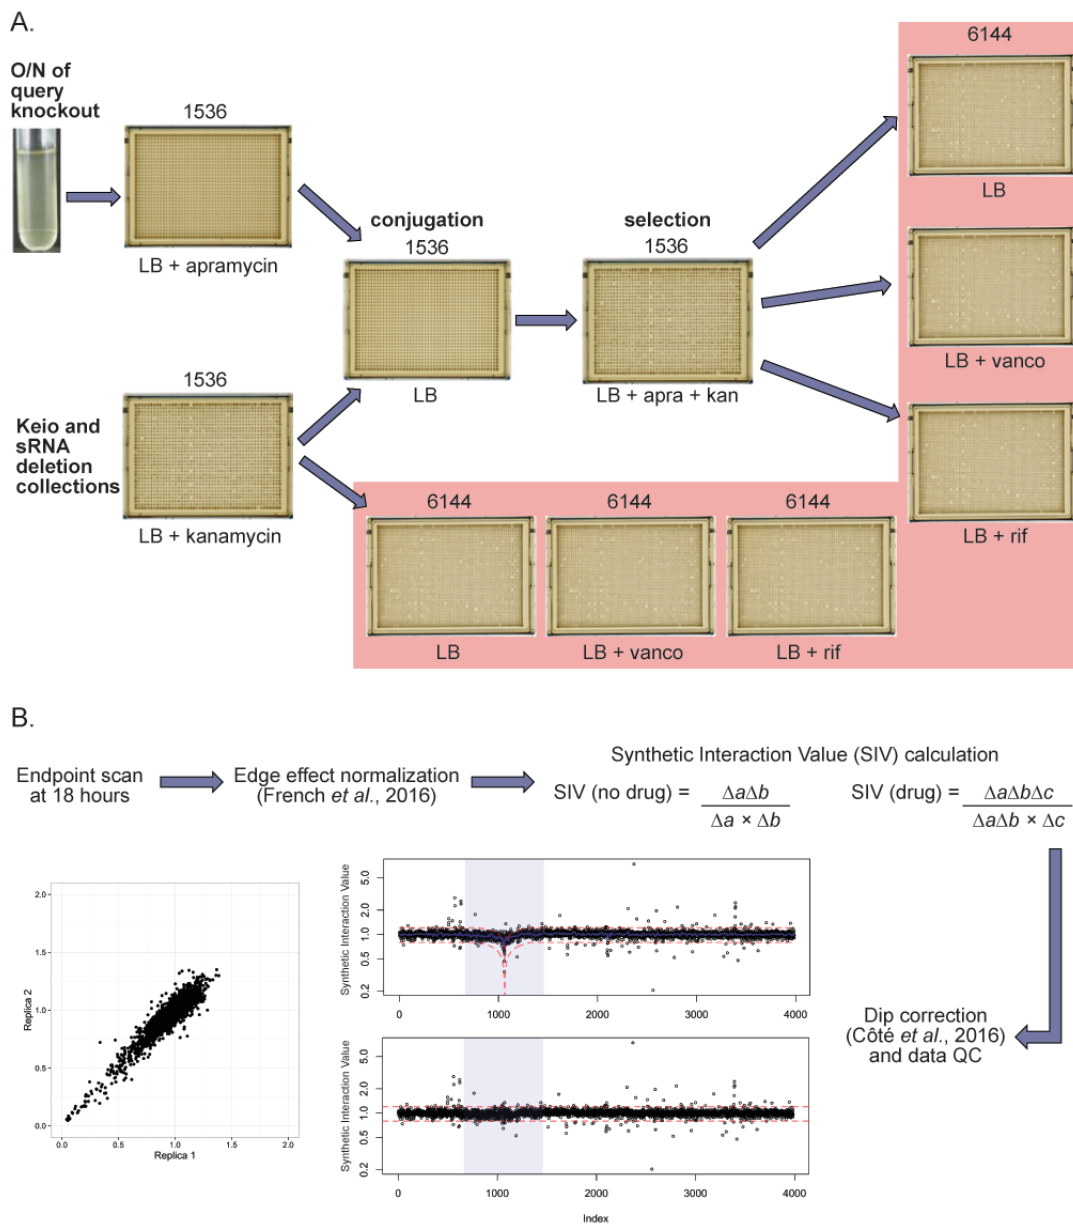 A.
O/N of
query
knockout
1536
LB + apramycin
conjugation
1536
LB
selection
1536
LB + apra + kan
6144
LB
LB + vanco
LB + rif
1536
Keio and
sRNA
deletion
collections
LB + kanamycin
6144
6144
6144
LB
LB + vanco
LB + rif
B.
Endpoint scan
at 18 hours
Edge effect normalization
(French et al., 2016)
Synthetic Interaction Value (SIV) calculation
SIV (no drug) = ΔaΔb
Δa × Δb
SIV (drug) = ΔaΔbΔc
ΔaΔb × Δc
Dip correction
(Côté et al., 2016)
and data QC
Replica 2
2.0
1.5
1.0
0.5
0.0
0.0 0.5 1.0 1.5 2.0
Replica 1
Synthetic Interaction Value
5.0
2.0
1.0
0.5
0.2
0 1000 2000 3000 4000
Synthetic Interaction Value
5.0
2.0
1.0
0.5
0.2
0 1000 2000 3000 4000
Index